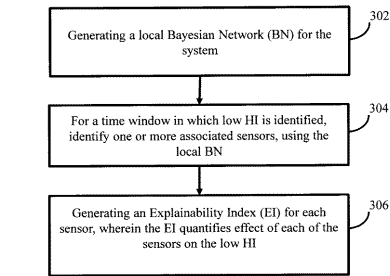 302
Generating a local Bayesian Network (BN) for the
system
304
For a time window in which low HI is identified,
identify one or more associated sensors, using the
local BN
306
Generating an Explainability Index (EI) for each
sensor, wherein the EI quantifies effect of each of the
sensors on the low HI